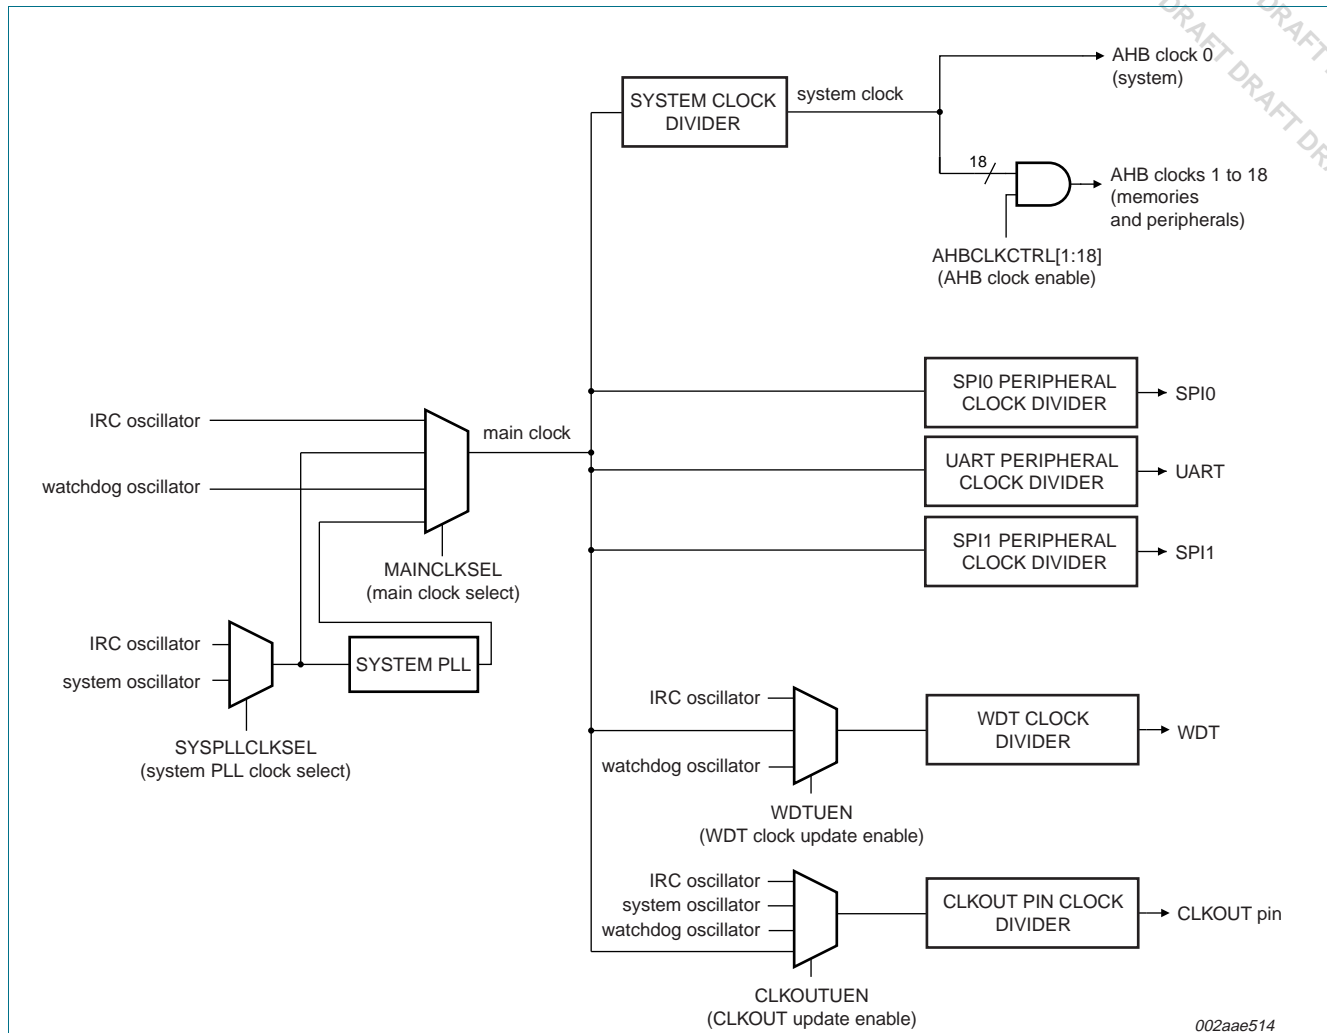 DRAFT DRAFT DR
DRAFT D
AHB clock 0
(system)
SYSTEM CLOCK
DIVIDER
system clock
18
AHB clocks 1 to 18
(memories
and peripherals)
AHBCLKCTRL[1:18]
(AHB clock enable)
SPI0 PERIPHERAL
CLOCK DIVIDER
SPI0
IRC oscillator
main clock
UART PERIPHERAL
CLOCK DIVIDER
UART
watchdog oscillator
SPI1 PERIPHERAL
CLOCK DIVIDER
SPI1
MAINCLKSEL
(main clock select)
IRC oscillator
system oscillator
SYSTEM PLL
SYSPLLCLKSEL
(system PLL clock select)
IRC oscillator
watchdog oscillator
WDT CLOCK
DIVIDER
WDT
WDTUEN
(WDT clock update enable)
IRC oscillator
system oscillator
watchdog oscillator
CLKOUT PIN CLOCK
DIVIDER
CLKOUT pin
CLKOUTUEN
(CLKOUT update enable)
002aae514